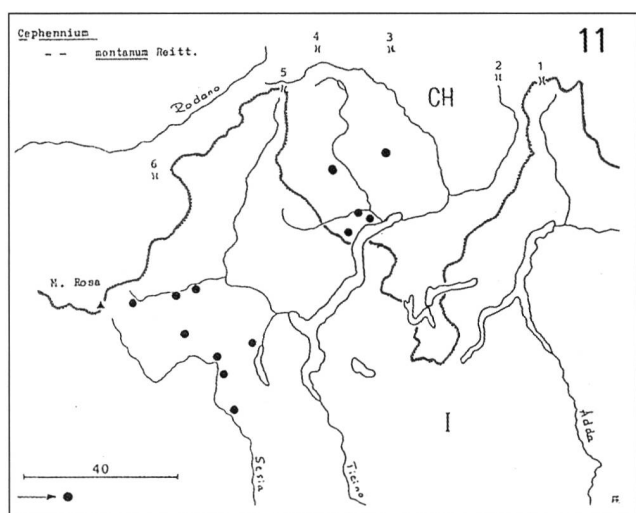 Cephennium
-- montanum Reitt.
11
4
3
2
1
5
CH
Rodano
6
M. Rosa
I
40
Sesia
Ticino
Adda